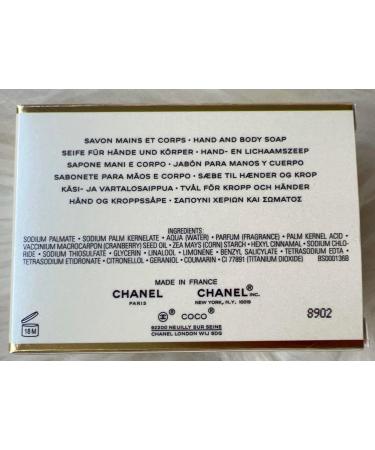 SAVON MAINS ET CORPS · HAND AND BODY SOAP
SEIFE FÜR HÄNDE UND KÖRPER · HAND- EN LICHAAMSZEEP
SAPONE MANI E CORPO · JABÓN PARA MANOS Y CUERPO
SABONETE PARA MÃOS E CORPO · SÆBE TIL HÆNDER OG KROP
KÄSI- JA VARTALOSAIPPUA · TVÅL FÖR KROPP OCH HÄNDER
HÅND OG KROPPSSÅPE · ΣΑΠΟΥΝΙ ΧΕΡΙΩΝ ΚΑΙ ΣΩΜΑΤΟΣ
INGREDIENTS:
SODIUM PALMATE · SODIUM PALM KERNELATE · AQUA (WATER) · PARFUM (FRAGRANCE) · PALM KERNEL ACID ·
VACCINIUM MACROCARPON (CRANBERRY) SEED OIL · ZEA MAYS (CORN) STARCH · HEXYL CINNAMAL · SODIUM CHLO-
RIDE · SODIUM THIOSULFATE · GLYCERIN · LINALOOL · LIMONENE · BENZYL SALICYLATE · TETRASODIUM EDTA ·
TETRASODIUM ETIDRONATE · CITRONELLOL · GERANIOL · COUMARIN · CI 77891 (TITANIUM DIOXIDE) BS000136B
MADE IN FRANCE
CHANEL CHANEL® INC.
PARIS NEW YORK, N.Y. 10019
® COCO®
92200 NEUILLY SUR SEINE
CHANEL LONDON W1J 5DG
8902
18 M